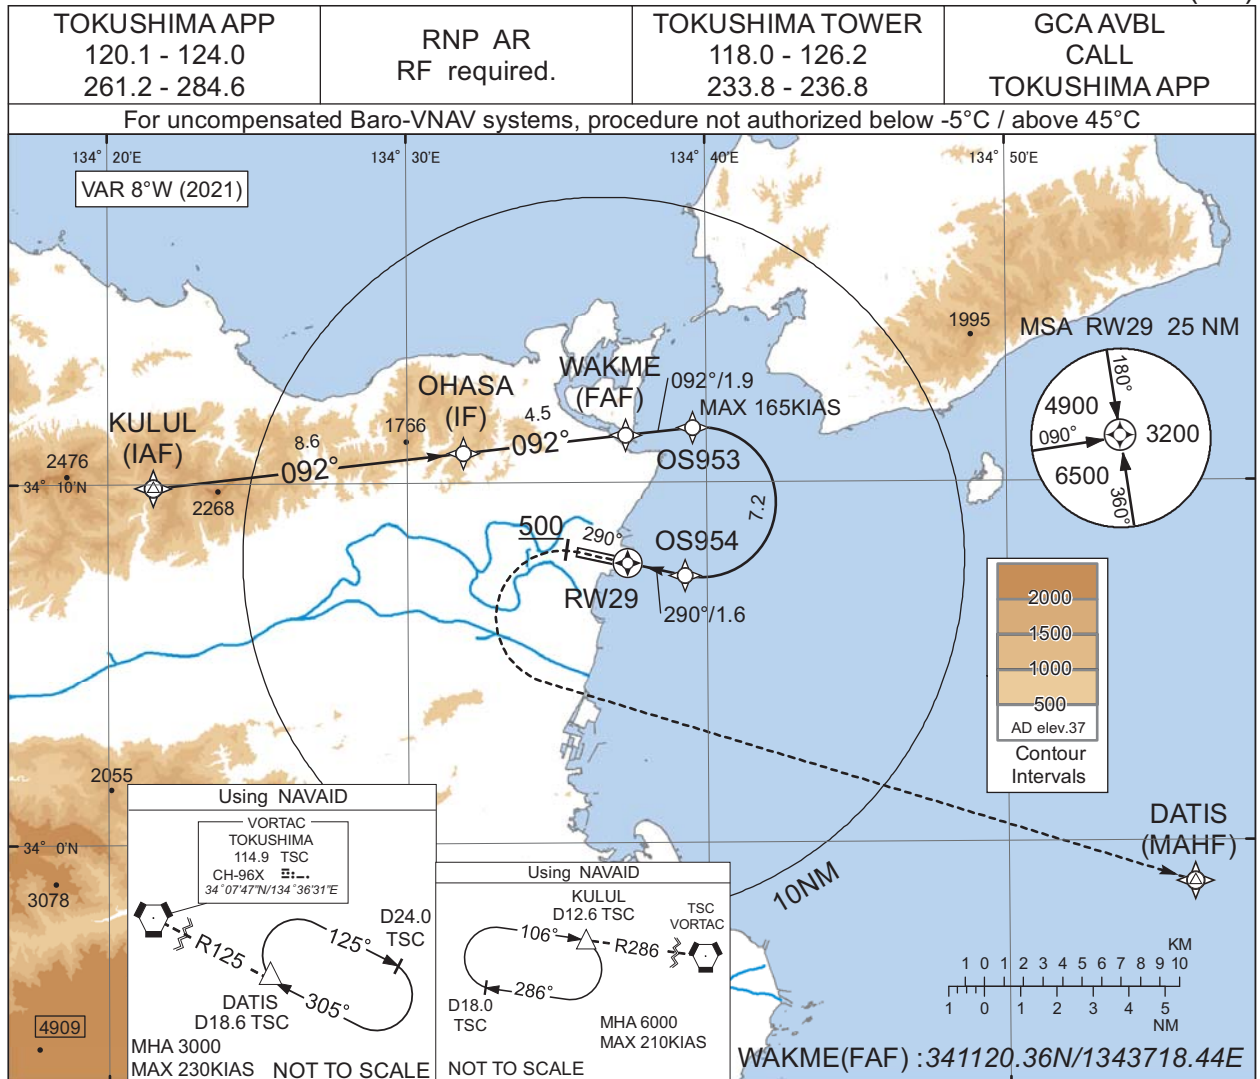 TOKUSHIMA APP
120.1 - 124.0
261.2 - 284.6
RNP AR
RF required.
TOKUSHIMA TOWER
118.0 - 126.2
233.8 - 236.8
GCA AVBL
CALL
TOKUSHIMA APP
For uncompensated Baro-VNAV systems, procedure not authorized below -5°C / above 45°C
134° 20'E
134° 30'E
134° 40'E
134° 50'E
VAR 8°W (2021)
1995
MSA RW29 25 NM
180°
4900
090°
3200
6500
360°
WAKME
(FAF)
092°/1.9
MAX 165KIAS
OHASA
(IF)
4.5
092°
KULUL
(IAF)
8.6
1766
092°
OS953
2476
34° 10'N
2268
7.2
500
290°
OS954
RW29
290°/1.6
2000
1500
1000
500
AD elev.37
Contour
Intervals
2055
DATIS
(MAHF)
34° 0'N
3078
10NM
4909
Using NAVAID
VORTAC
TOKUSHIMA
114.9 TSC
CH-96X
34°07'47"N/134°36'31"E
D24.0
TSC
125°
R125
305°
DATIS
D18.6 TSC
MHA 3000
MAX 230KIAS
NOT TO SCALE
Using NAVAID
KULUL
D12.6 TSC
TSC
VORTAC
106°
R286
286°
D18.0
TSC
MHA 6000
MAX 210KIAS
NOT TO SCALE
KM
1 0 1 2 3 4 5 6 7 8 9 10
1 0 1 2 3 4 5
NM
WAKME(FAF) :341120.36N/1343718.44E